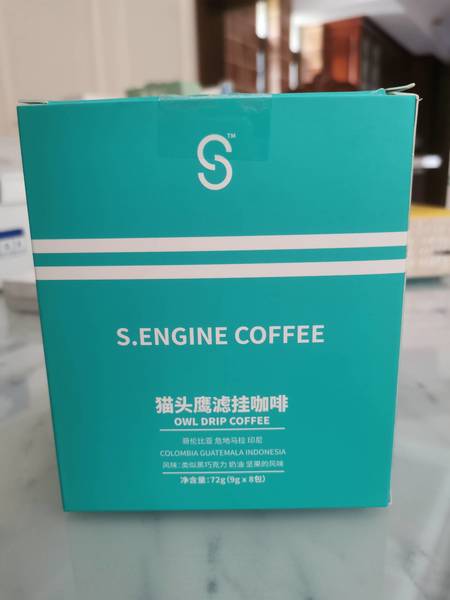 S™
S.ENGINE COFFEE
猫头鹰滤挂咖啡
OWL DRIP COFFEE
哥伦比亚 危地马拉 印尼
COLOMBIA GUATEMALA INDONESIA
风味:类似黑巧克力 奶油 坚果的风味
净含量:72g(9g x 8包)